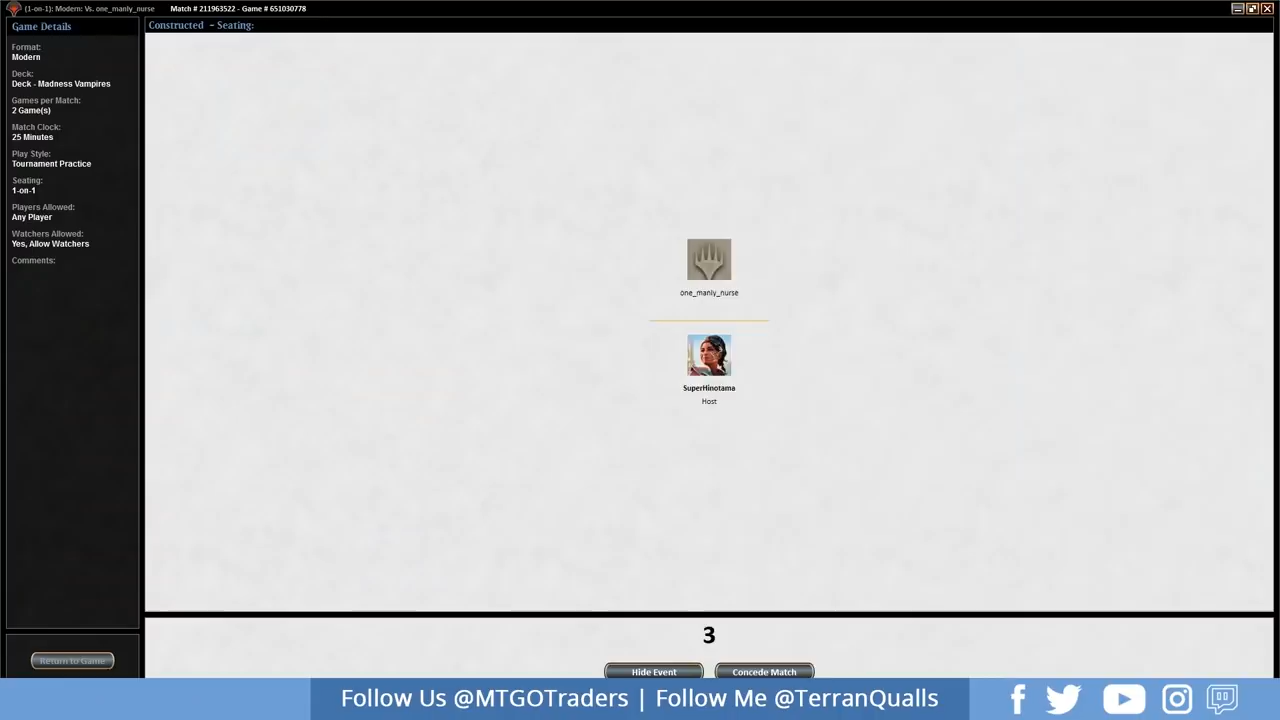 (1-on-1): Modern: Vs. one_manly_nurse
Match # 211963522 - Game # 651030778
Game Details
Format:
Modern
Deck:
Deck - Madness Vampires
Games per Match:
2 Game(s)
Match Clock:
25 Minutes
Play Style:
Tournament Practice
Seating:
1-on-1
Players Allowed:
Any Player
Watchers Allowed:
Yes, Allow Watchers
Comments:
Return to Game
Constructed - Seating:
one_manly_nurse
SuperHinotama
Host
3
Hide Event
Concede Match
Follow Us @MTGOTraders | Follow Me @TerranQualls